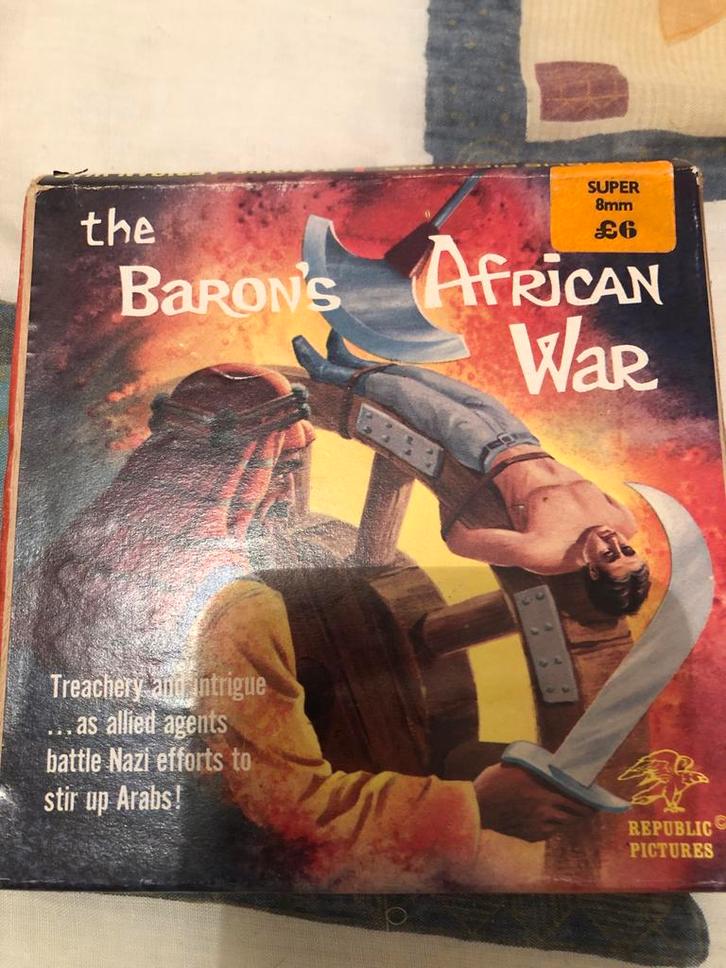 SUPER
8mm
£6
the
BARON'S AFRICAN
WAR
Treachery and intrigue
...as allied agents
battle Nazi efforts to
stir up Arabs!
REPUBLIC ©
PICTURES